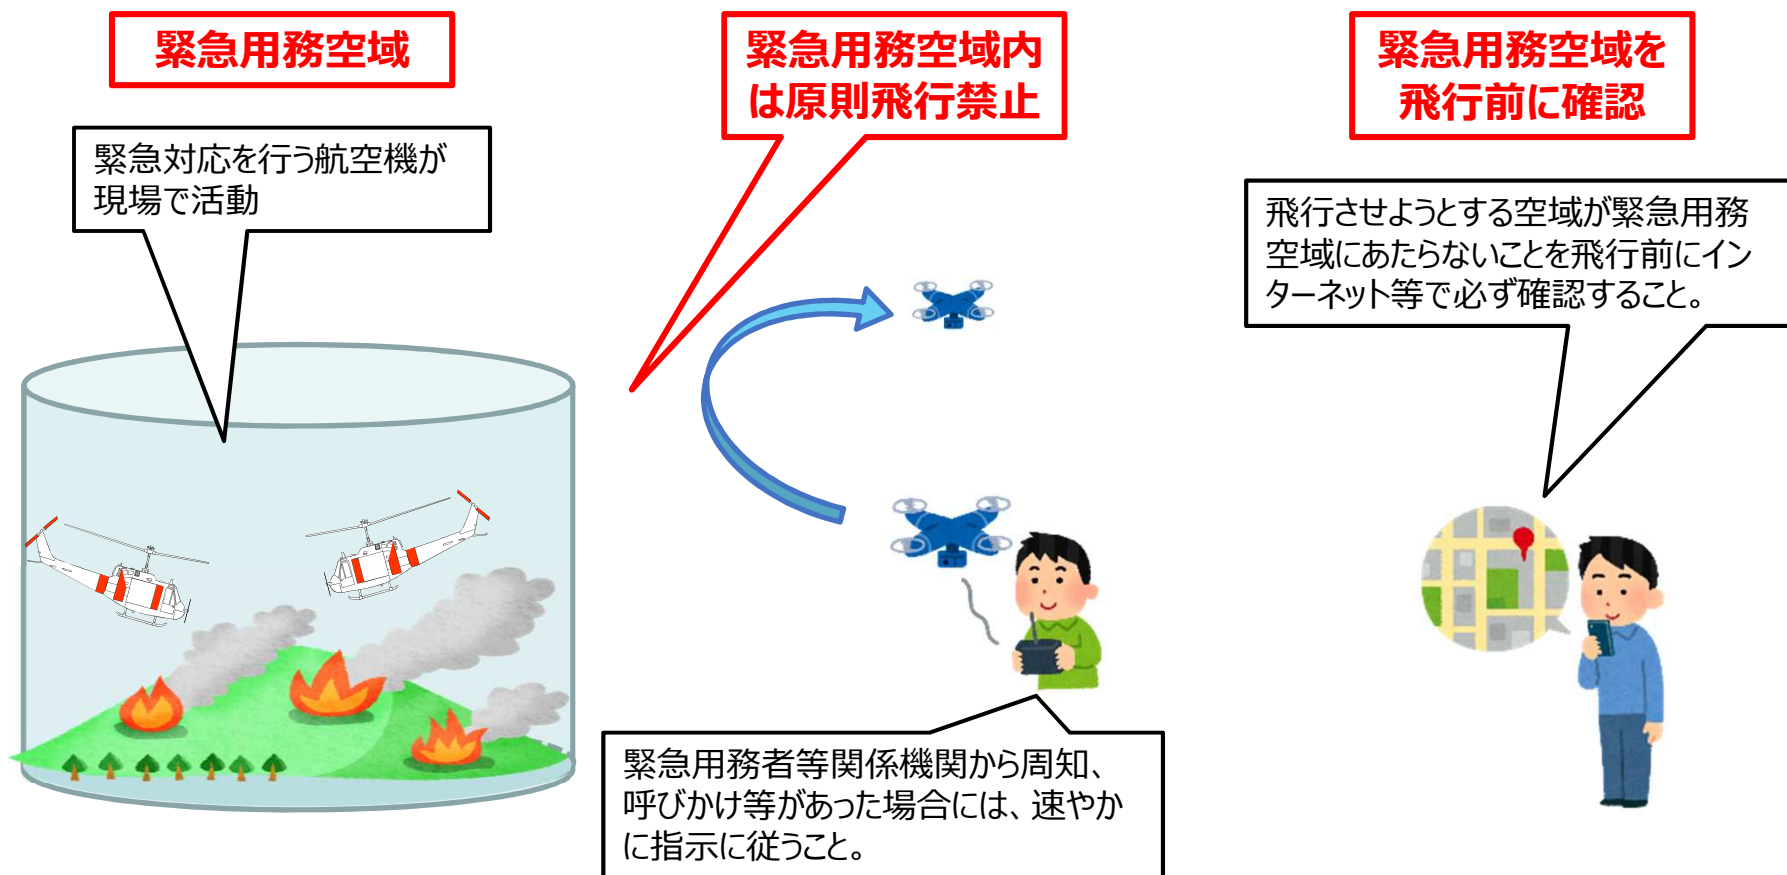 緊急用務空域
緊急対応を行う航空機が
現場で活動
緊急用務空域内
は原則飛行禁止
緊急用務者等関係機関から周知、
呼びかけ等があった場合には、速やか
に指示に従うこと。
緊急用務空域を
飛行前に確認
飛行させようとする空域が緊急用務
空域にあたらないことを飛行前にイン
ターネット等で必ず確認すること。